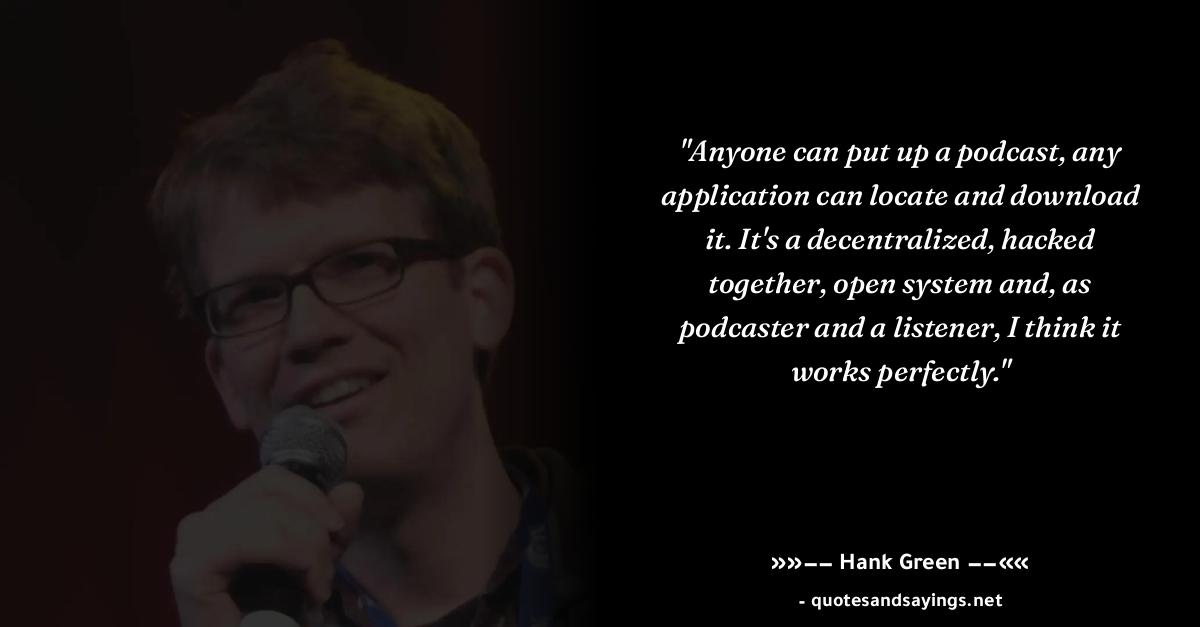 "Anyone can put up a podcast, any
application can locate and download
it. It's a decentralized, hacked
together, open system and, as
podcaster and a listener, I think it
works perfectly."
»»−− Hank Green −−««
- quotesandsayings.net